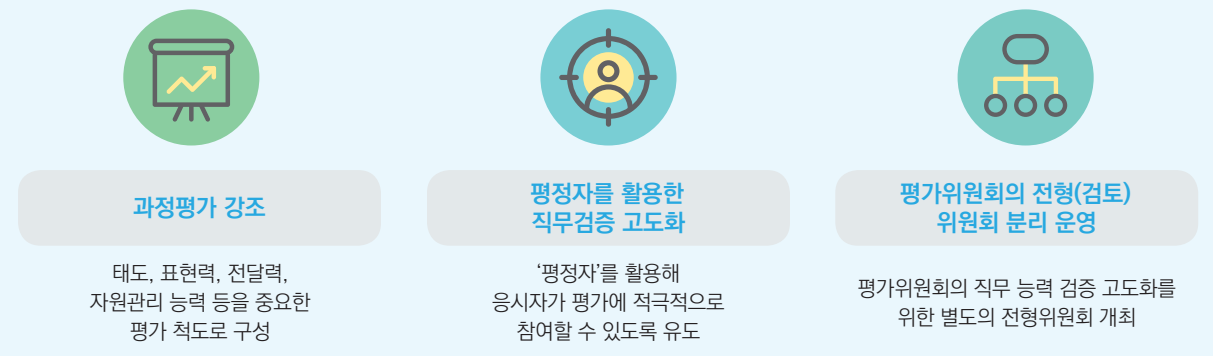 과정평가 강조
태도, 표현력, 전달력,
자원관리 능력 등을 중요한
평가 척도로 구성
평정자를 활용한
직무검증 고도화
‘평정자’를 활용해
응시자가 평가에 적극적으로
참여할 수 있도록 유도
평가위원회의 전형(검토)
위원회 분리 운영
평가위원회의 직무 능력 검증 고도화를
위한 별도의 전형위원회 개최